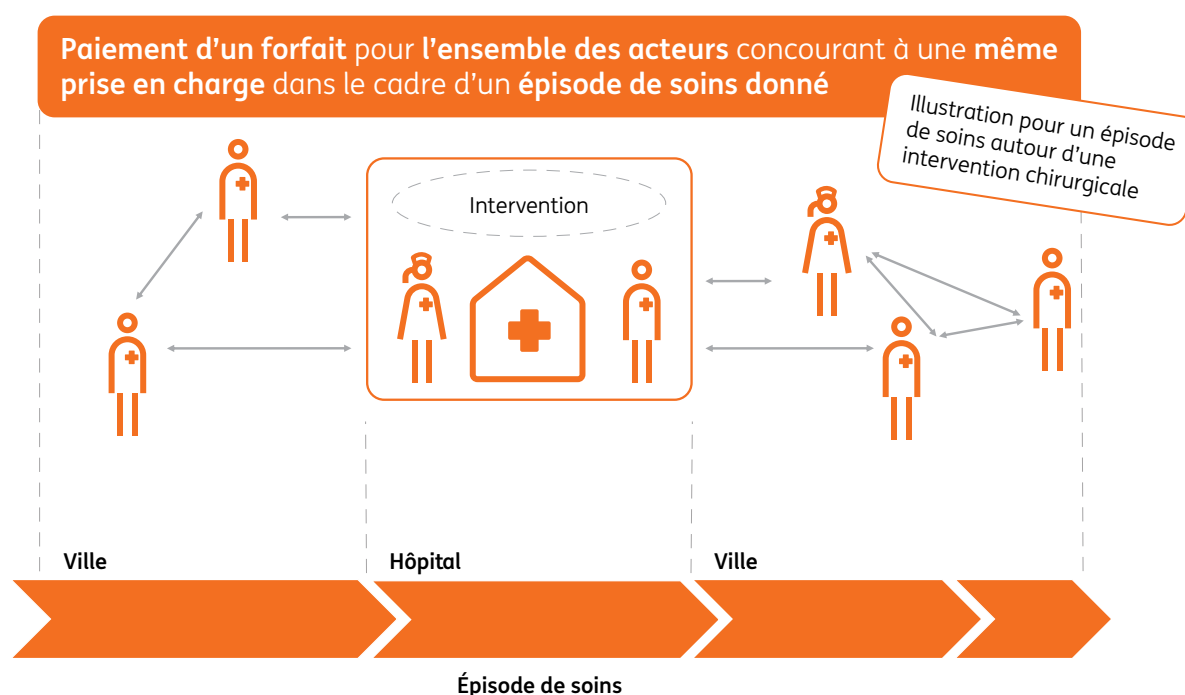 Paiement d'un forfait pour l'ensemble des acteurs concourant à une même
prise en charge dans le cadre d'un épisode de soins donné
Illustration pour un épisode
de soins autour d'une
intervention chirurgicale
Intervention
Ville
Hôpital
Ville
Épisode de soins